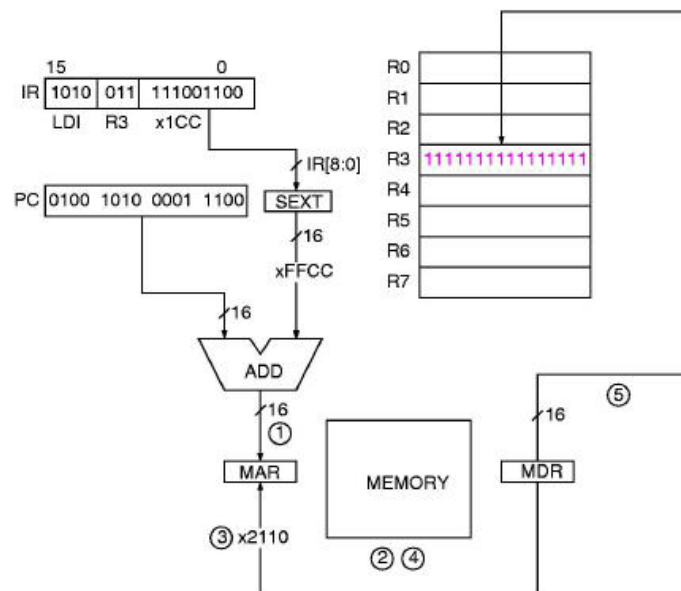 15 0
IR 1010 011 111001100
LDI R3 x1CC
IR[8:0]
PC 0100 1010 0001 1100
SEXT
16
xFFCC
16
ADD
16
①
MAR
③ x2110
MEMORY
② ④
R0
R1
R2
R3 1111111111111111
R4
R5
R6
R7
⑤
16
MDR